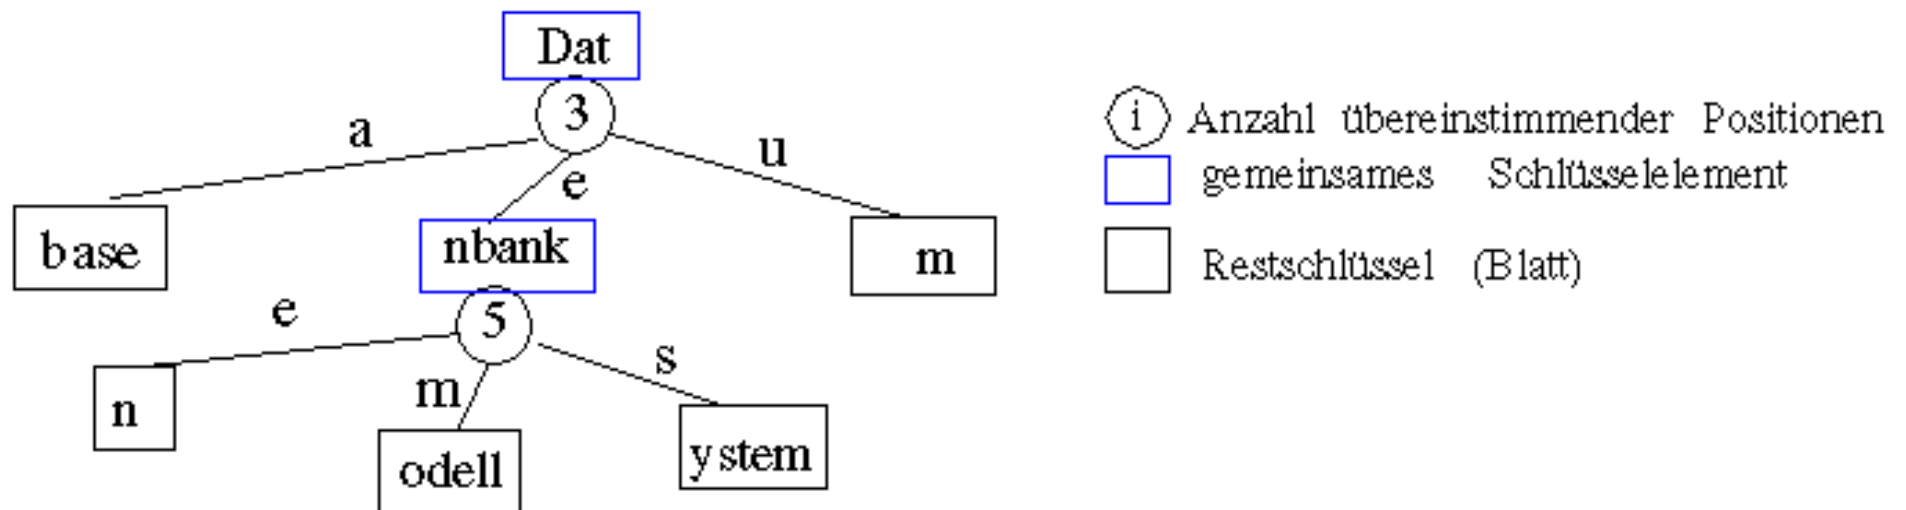 Dat
3
a
e
u
base
nbank
m
5
e
m
s
n
odell
ystem
i Anzahl übereinstimmender Positionen
gemeinsames Schlüsselelement
Restschlüssel (Blatt)